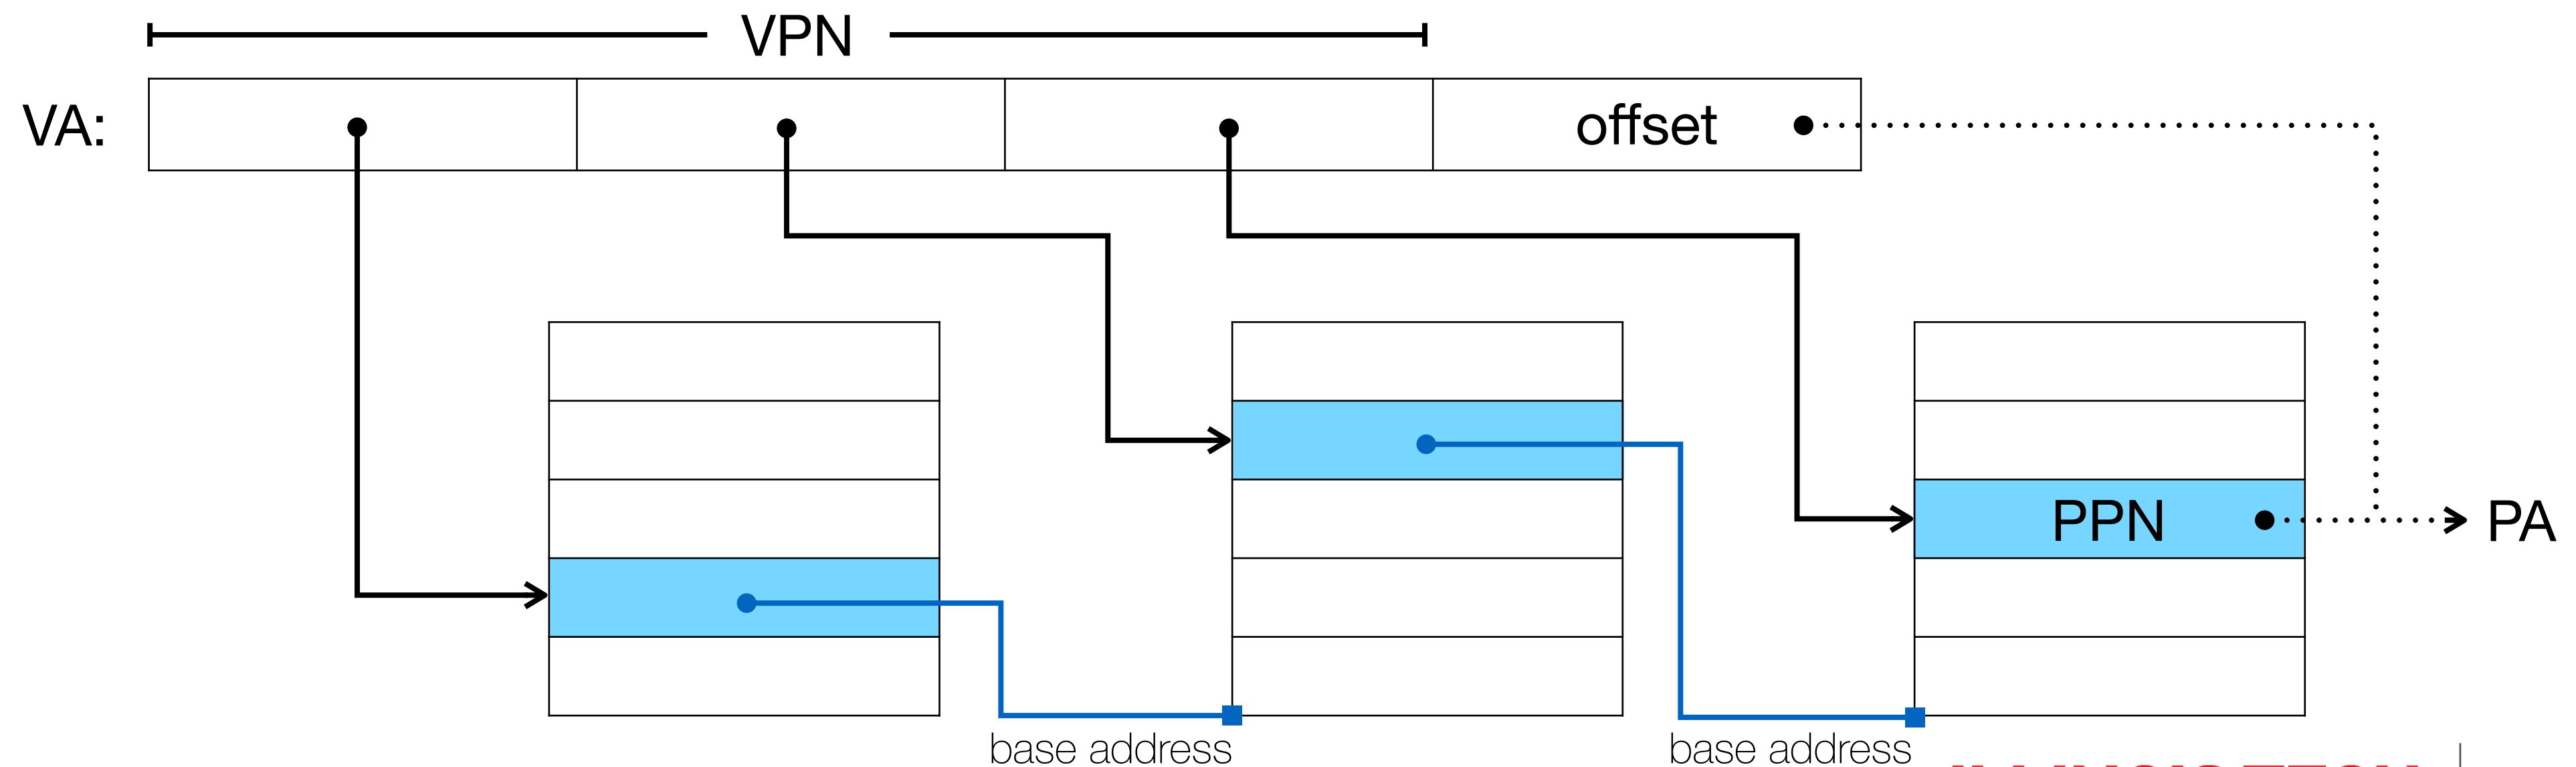 VPN
VA:
offset
PPN
PA
base address
base address